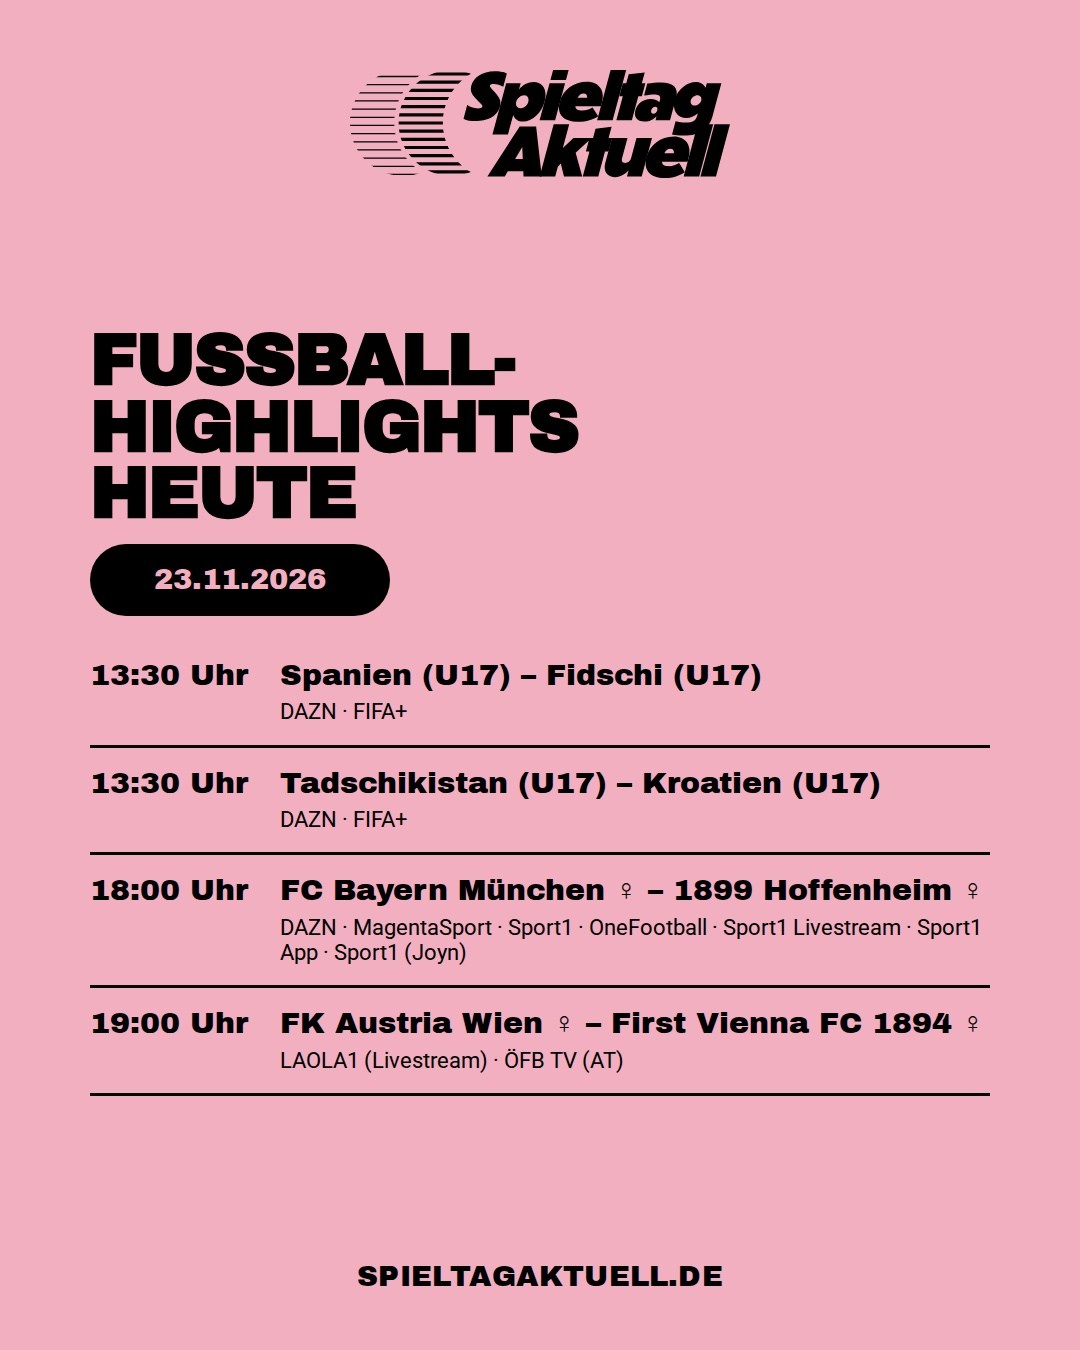 Spieltag
Aktuell
FUSSBALL-
HIGHLIGHTS
HEUTE
23.11.2026
13:30 Uhr Spanien (U17) – Fidschi (U17)
DAZN · FIFA+
13:30 Uhr Tadschikistan (U17) – Kroatien (U17)
DAZN · FIFA+
18:00 Uhr FC Bayern München ♀ – 1899 Hoffenheim ♀
DAZN · MagentaSport · Sport1 · OneFootball · Sport1 Livestream · Sport1
App · Sport1 (Joyn)
19:00 Uhr FK Austria Wien ♀ – First Vienna FC 1894 ♀
LAOLA1 (Livestream) · ÖFB TV (AT)
SPIELTAGAKTUELL.DE